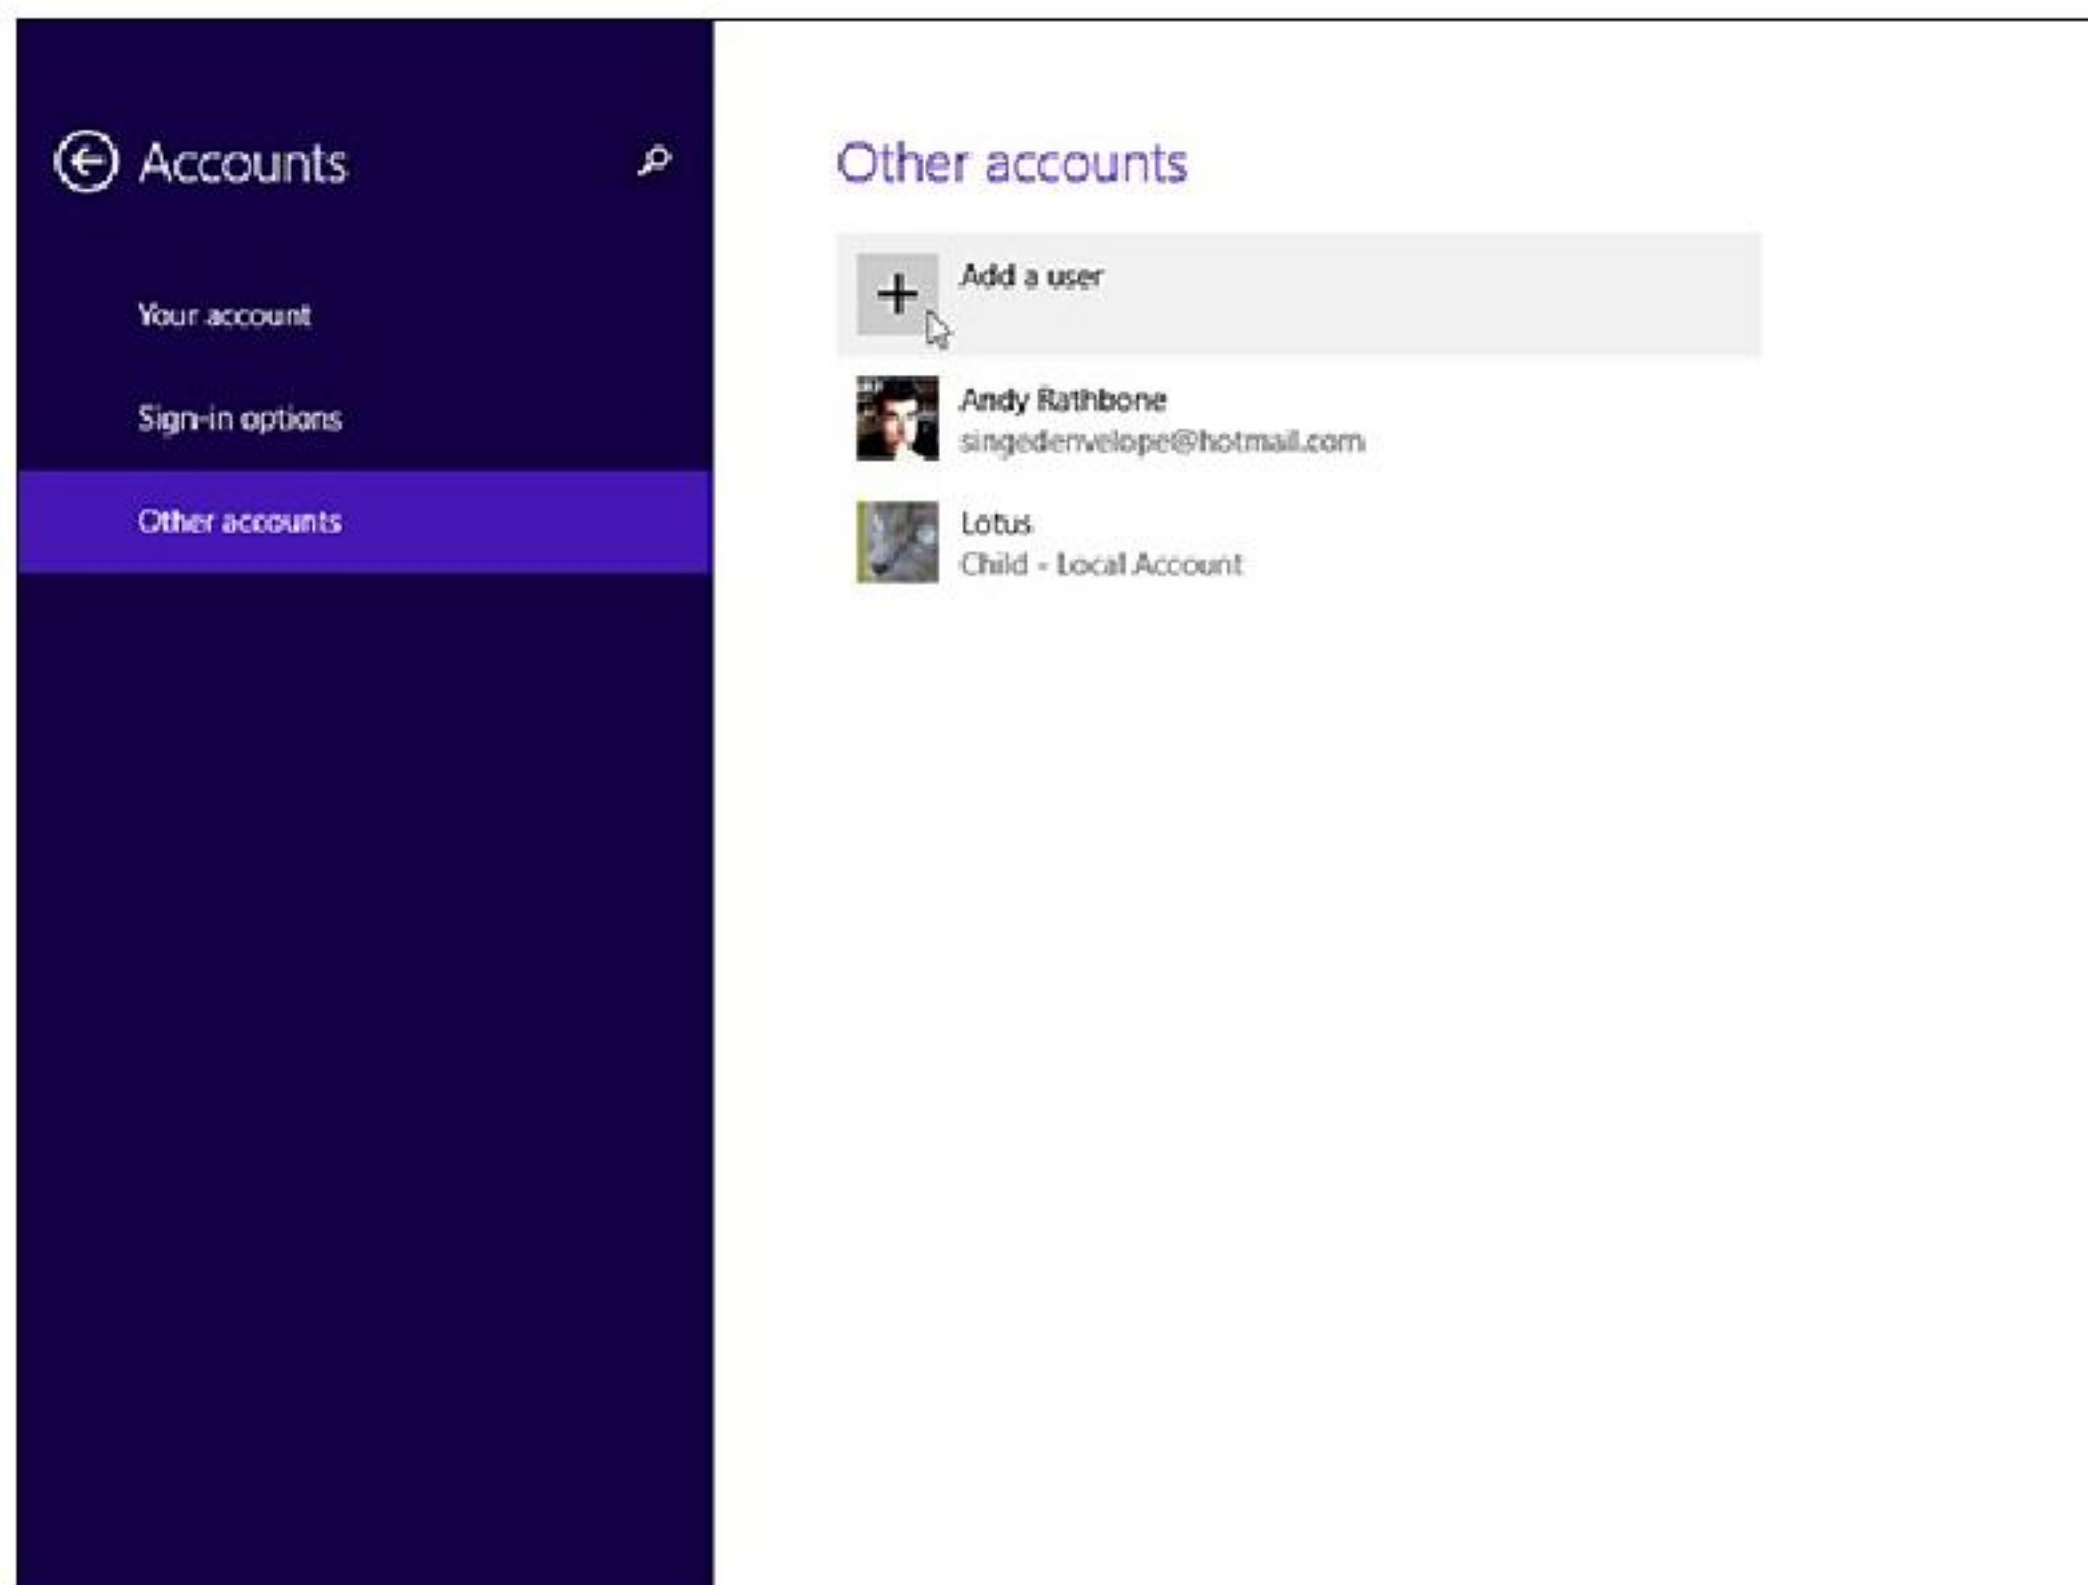 Accounts
Your account
Sign-in options
Other accounts
Other accounts
Add a user
Andy Rathbone
singedenvelope@hotmail.com
Lotus
Child - Local Account